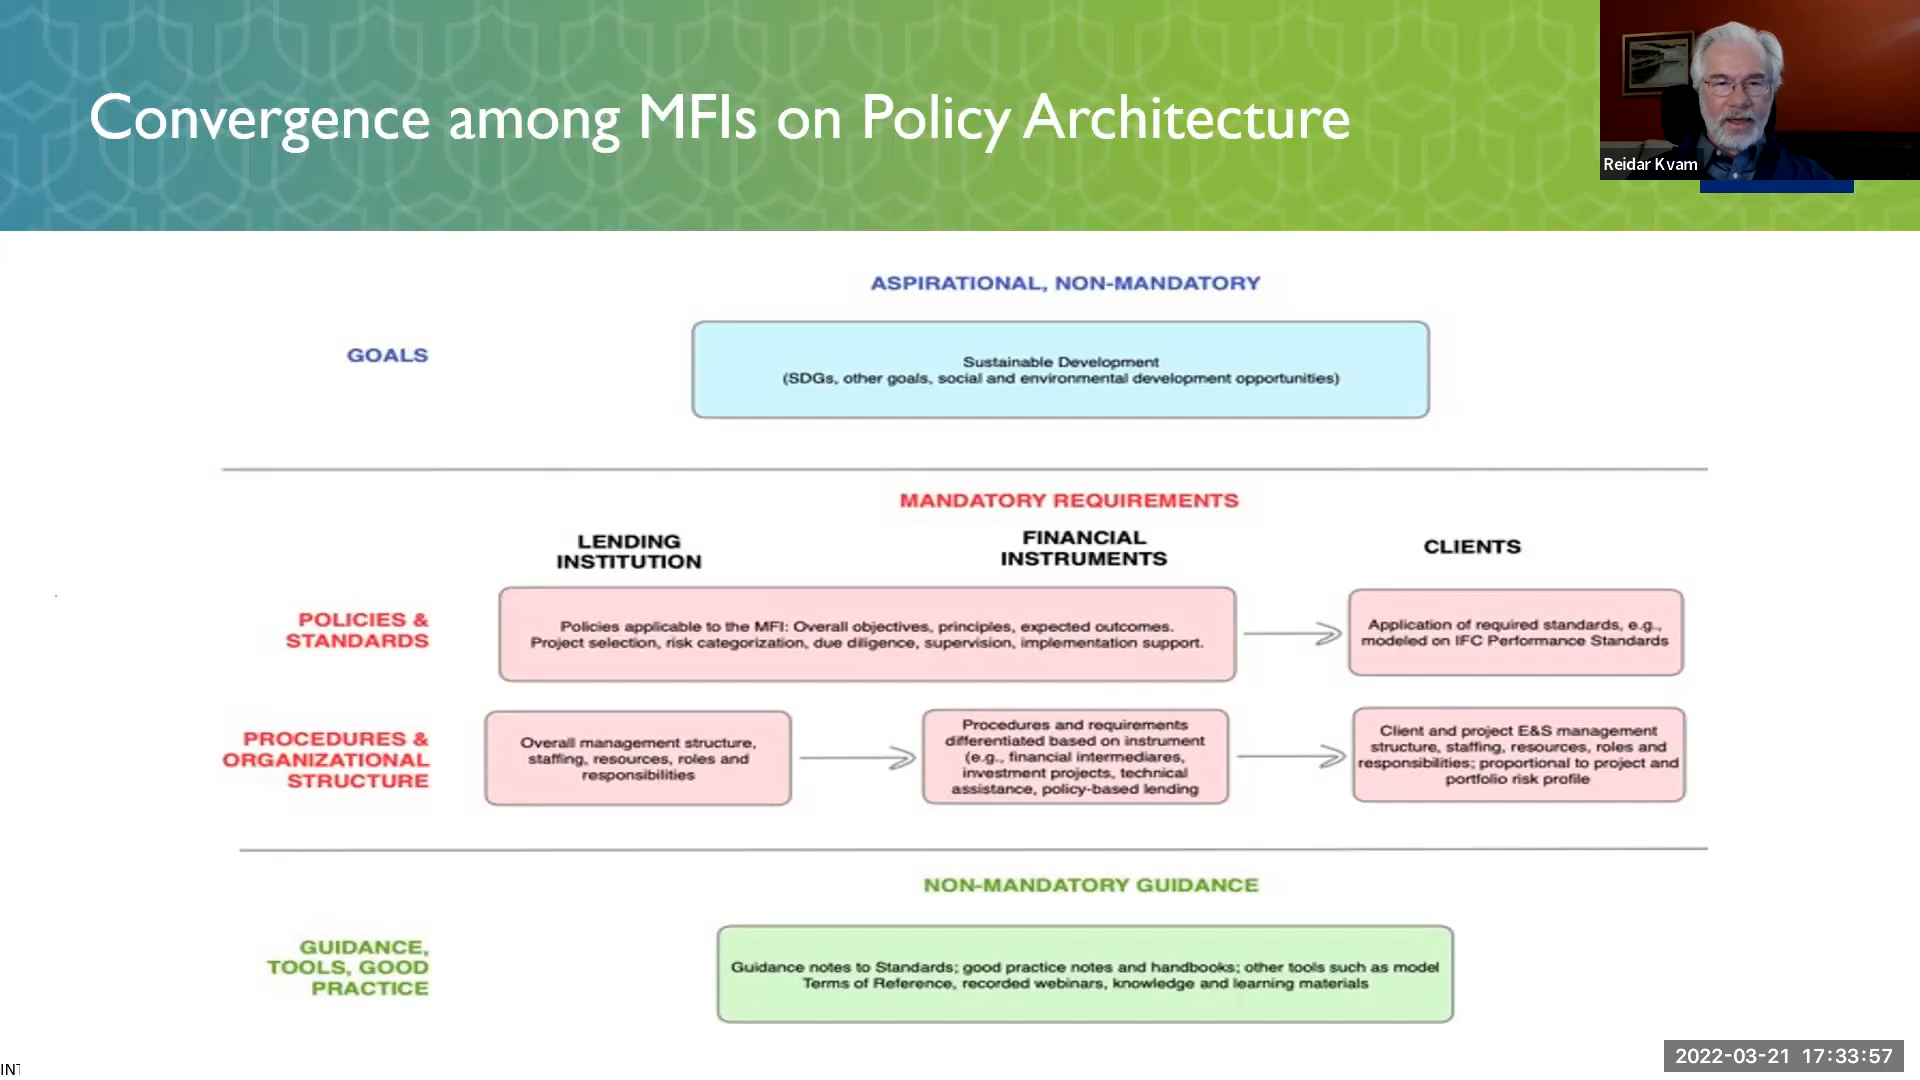 Convergence among MFIs on Policy Architecture
Reidar Kvam
ASPIRATIONAL, NON-MANDATORY
GOALS
Sustainable Development
(SDGs, other goals, social and environmental development opportunities)
MANDATORY REQUIREMENTS
LENDING
INSTITUTION
FINANCIAL
INSTRUMENTS
CLIENTS
POLICIES &
STANDARDS
Policies applicable to the MFI: Overall objectives, principles, expected outcomes.
Project selection, risk categorization, due diligence, supervision, implementation support.
Application of required standards, e.g.,
modeled on IFC Performance Standards
PROCEDURES &
ORGANIZATIONAL
STRUCTURE
Overall management structure,
staffing, resources, roles and
responsibilities
Procedures and requirements
differentiated based on instrument
(e.g., financial intermediares,
investment projects, technical
assistance, policy-based lending
Client and project E&S management
structure, staffing, resources, roles and
responsibilities; proportional to project and
portfolio risk profile
NON-MANDATORY GUIDANCE
GUIDANCE,
TOOLS, GOOD
PRACTICE
Guidance notes to Standards; good practice notes and handbooks; other tools such as model
Terms of Reference, recorded webinars, knowledge and learning materials
2022-03-21 17:33:57